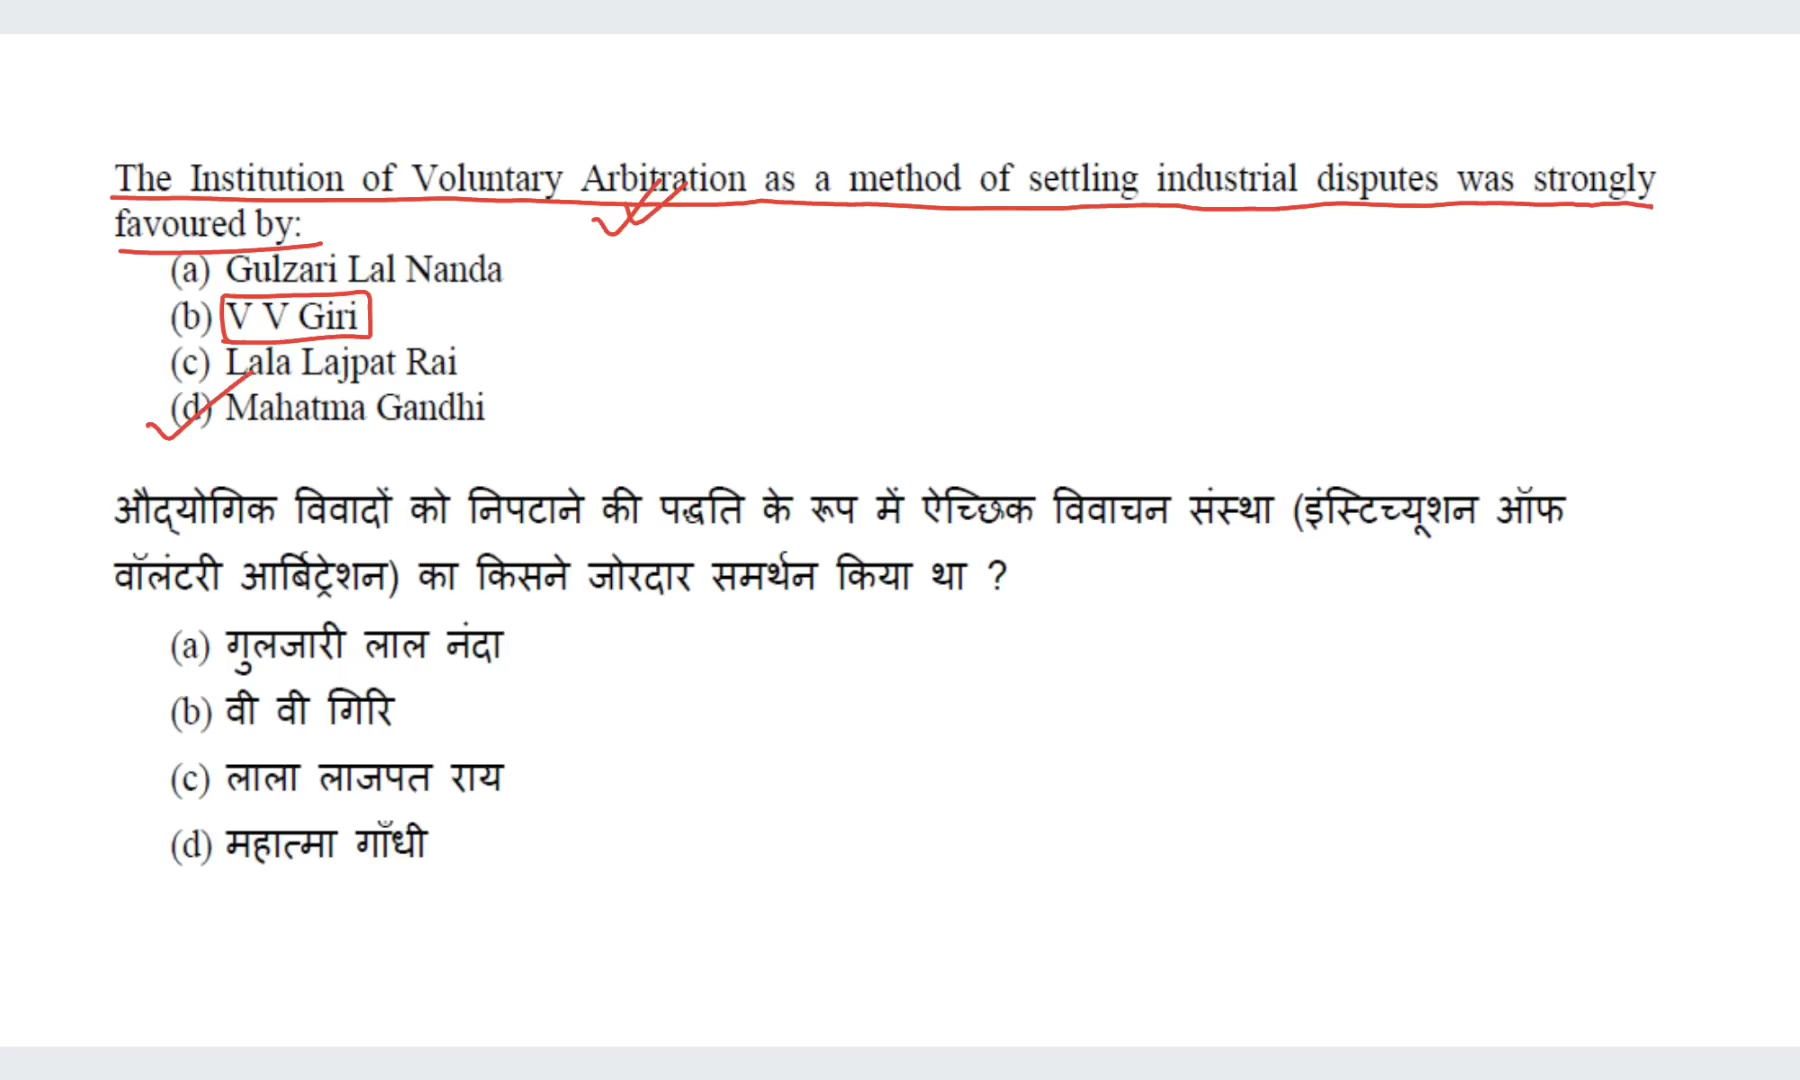 The Institution of Voluntary Arbitration as a method of settling industrial disputes was strongly
favoured by:
(a) Gulzari Lal Nanda
(b) V V Giri
(c) Lala Lajpat Rai
(d) Mahatma Gandhi
औद्योगिक विवादों को निपटाने की पद्धति के रूप में ऐच्छिक विवाचन संस्था (इंस्टिच्यूशन ऑफ
वॉलंटरी आर्बिट्रेशन) का किसने जोरदार समर्थन किया था ?
(a) गुलजारी लाल नंदा
(b) वी वी गिरि
(c) लाला लाजपत राय
(d) महात्मा गाँधी